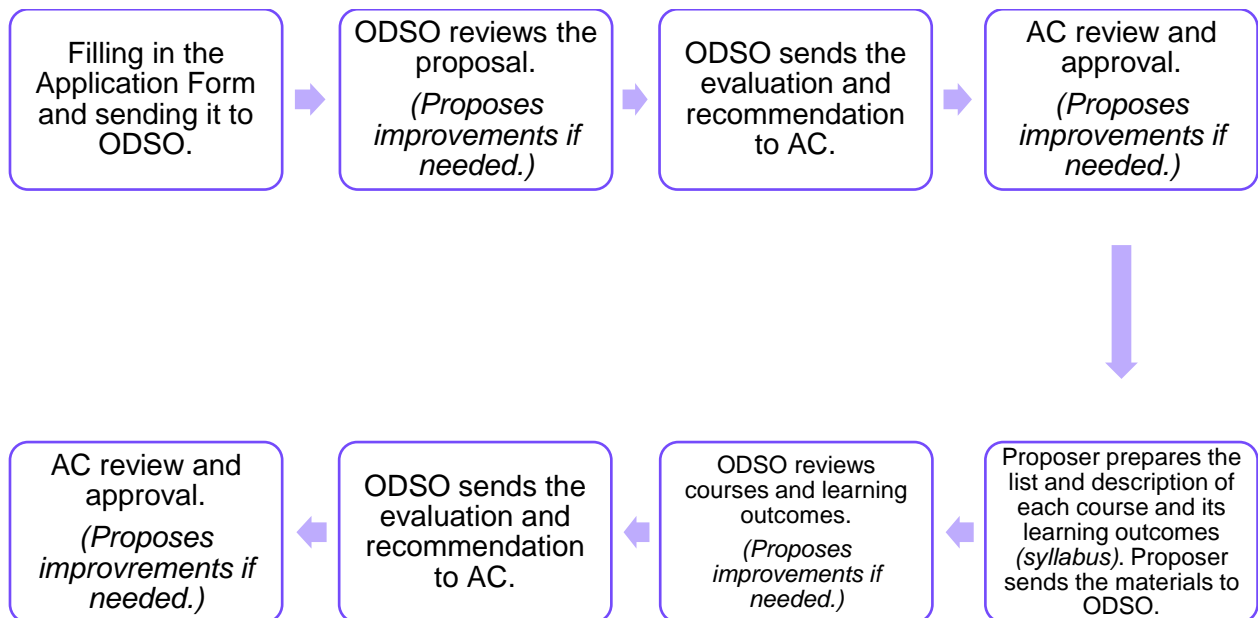 Filling in the
Application Form
and sending it to
ODSO.
ODSO reviews the
proposal.
(Proposes
improvements if
needed.)
ODSO sends the
evaluation and
recommendation
to AC.
AC review and
approval.
(Proposes
improvements if
needed.)
Proposer prepares the
list and description of
each course and its
learning outcomes
(syllabus). Proposer
sends the materials to
ODSO.
ODSO reviews
courses and learning
outcomes.
(Proposes
improvements if
needed.)
ODSO sends the
evaluation and
recommendation
to AC.
AC review and
approval.
(Proposes
improvrements if
needed.)